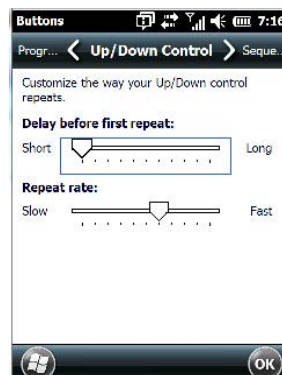 Buttons 7:16
Progr... Up/Down Control Seque..
Customize the way your Up/Down control
repeats.
Delay before first repeat:
Short Long
Repeat rate:
Slow Fast
OK